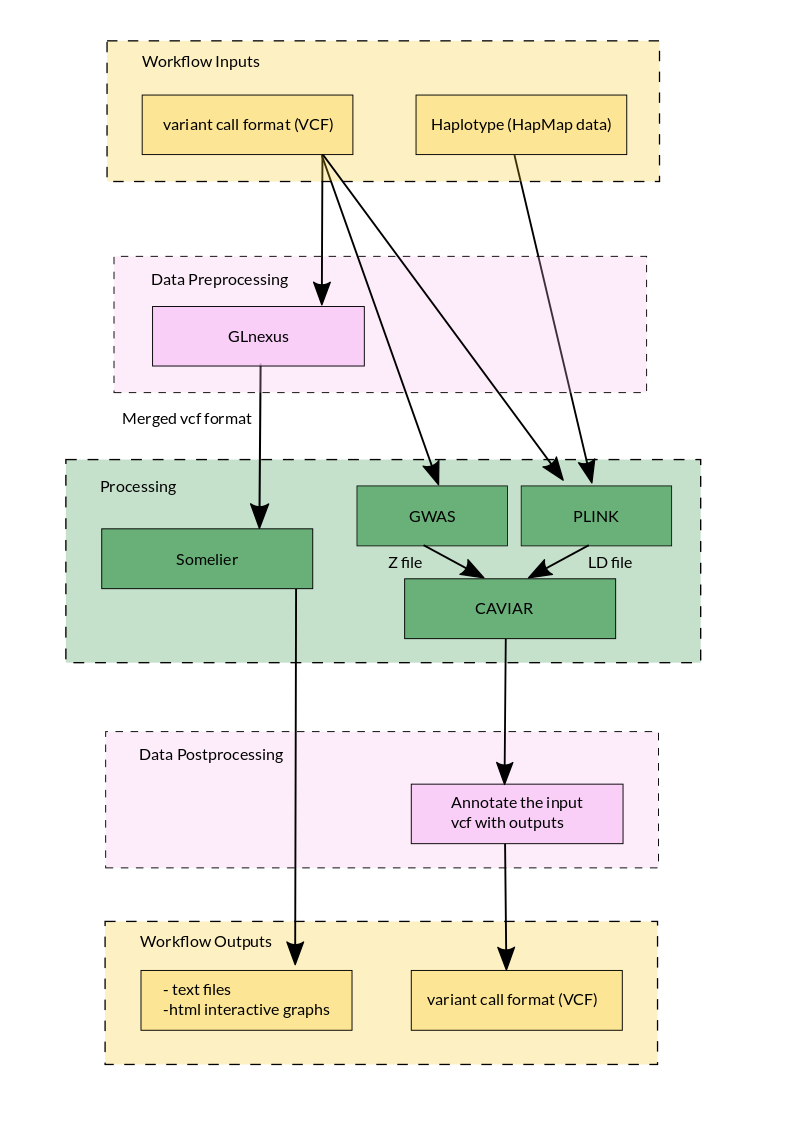 Workflow Inputs
variant call format (VCF)
Haplotype (HapMap data)
Data Preprocessing
GLnexus
Merged vcf format
Processing
GWAS
PLINK
Somelier
Z file
LD file
CAVIAR
Data Postprocessing
Annotate the input
vcf with outputs
Workflow Outputs
- text files
-html interactive graphs
variant call format (VCF)